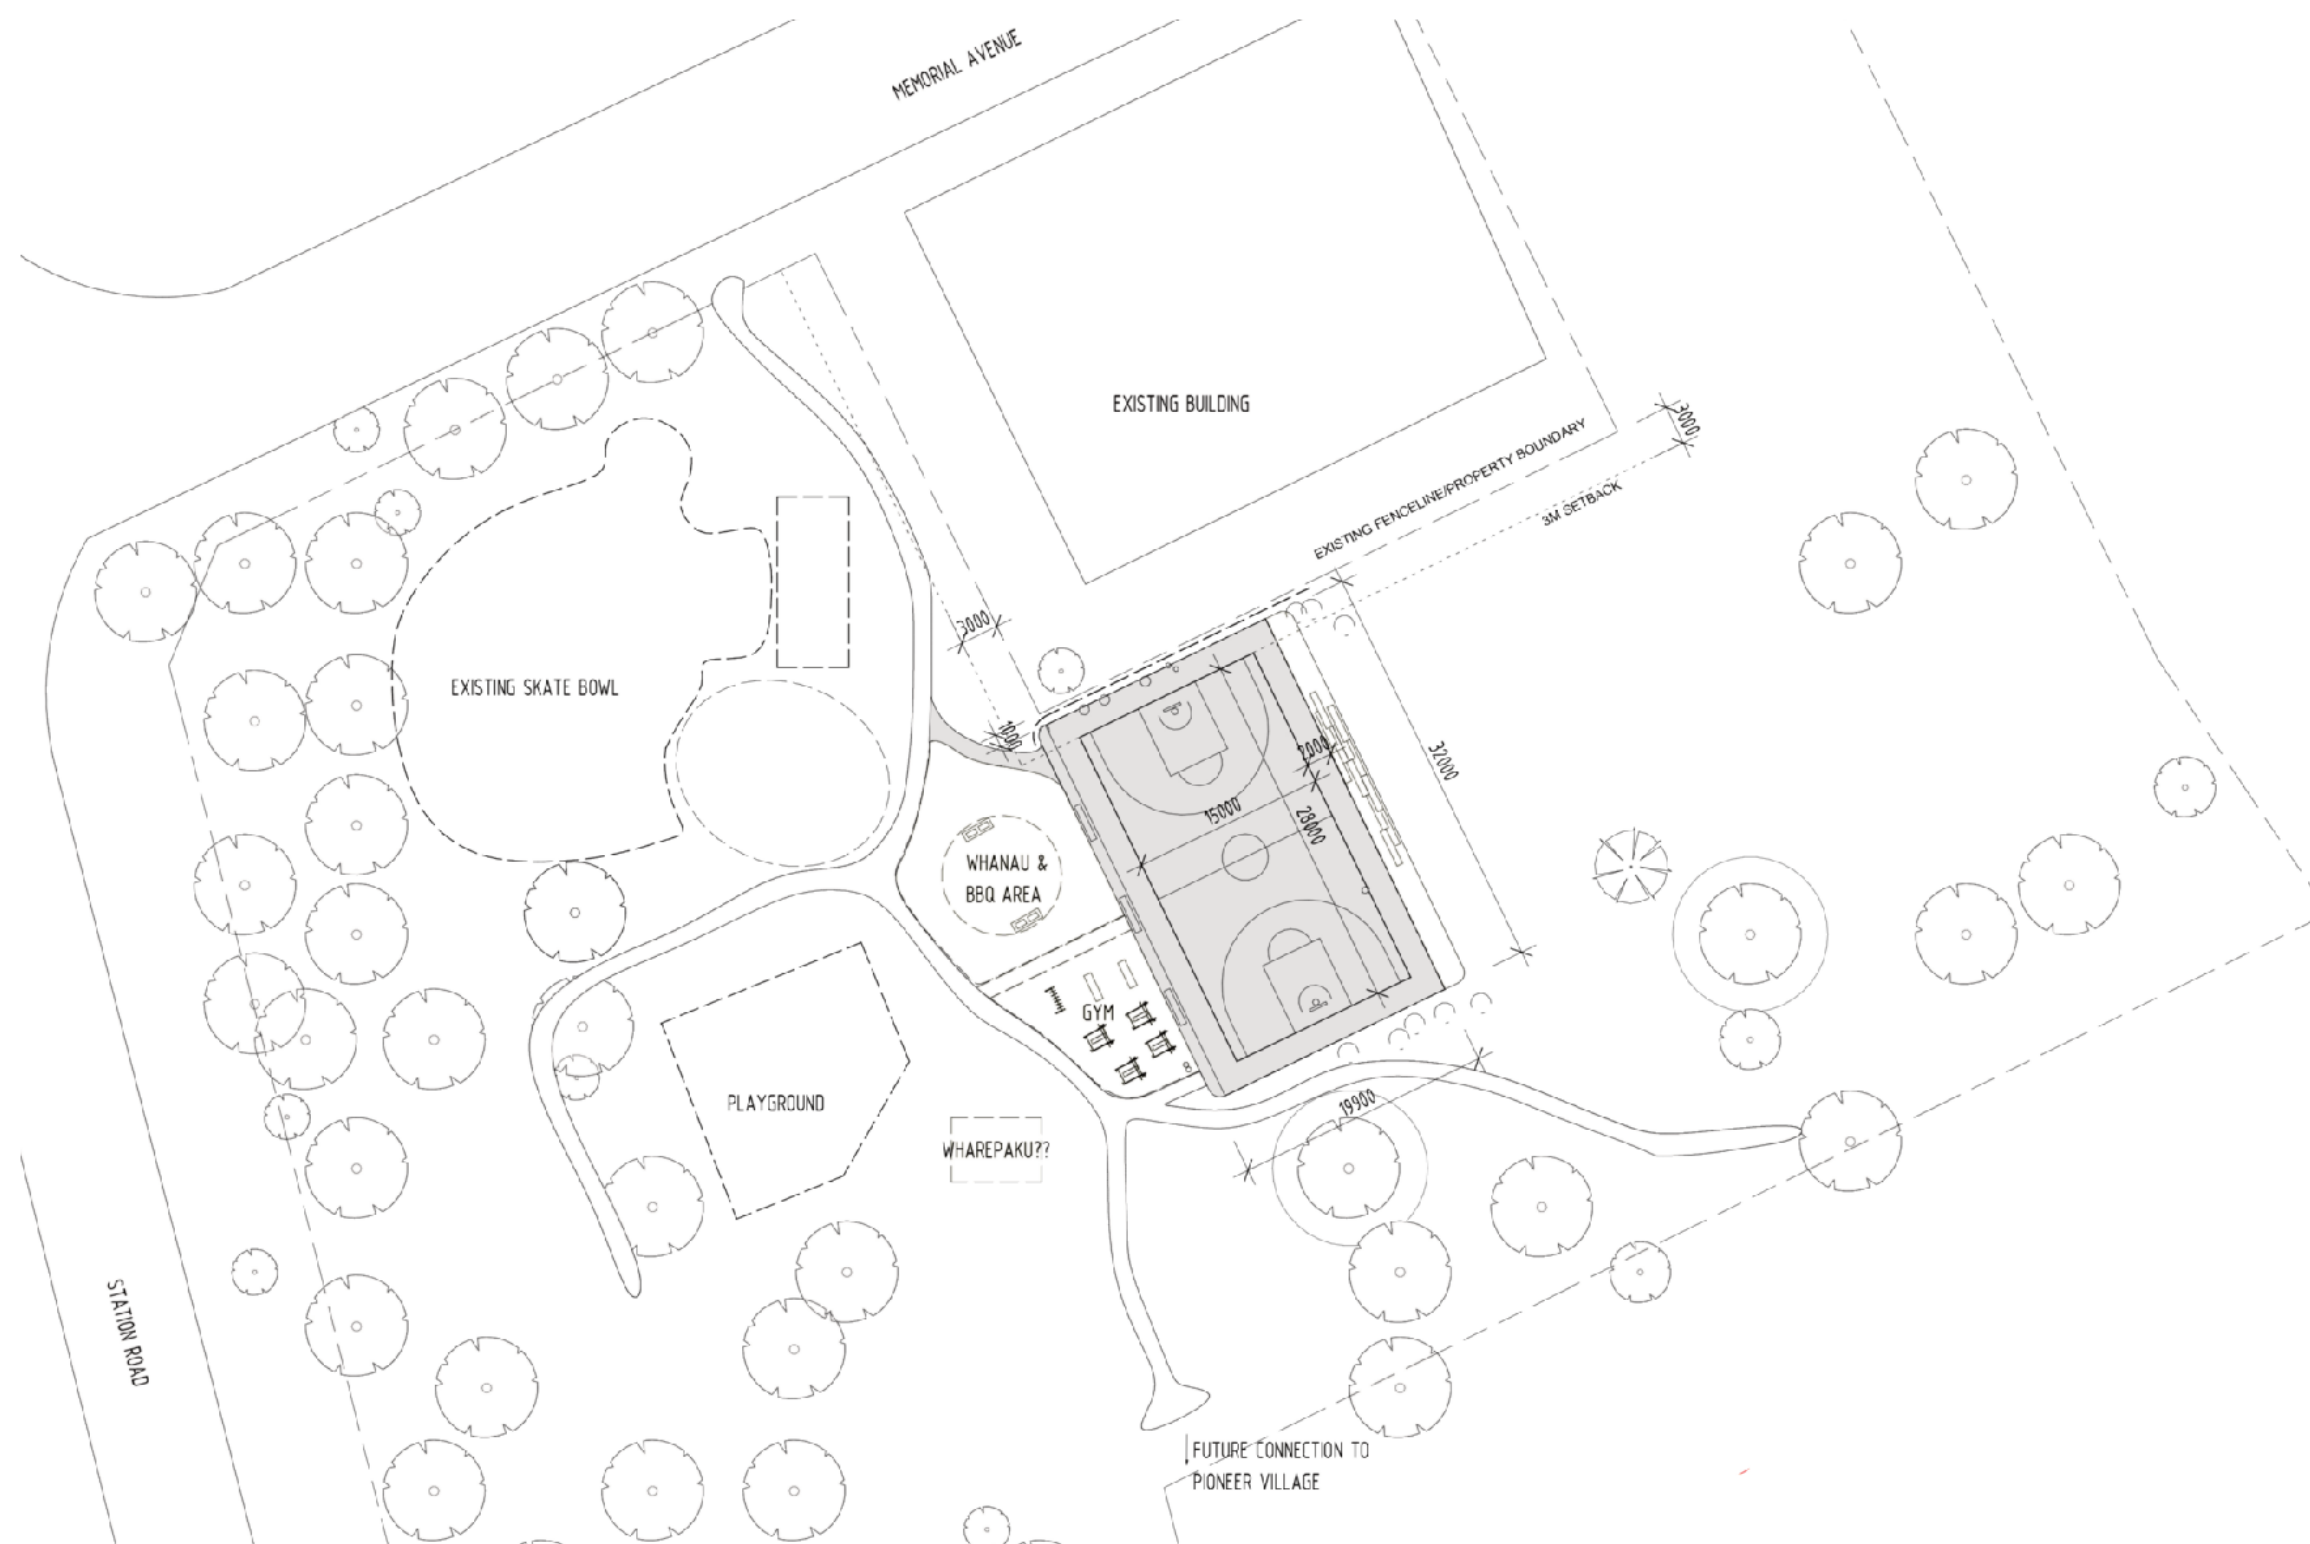 MEMORIAL AVENUE
EXISTING BUILDING
3000
EXISTING FENCELINE/PROPERTY BOUNDARY
3M SETBACK
3000
EXISTING SKATE BOWL
1000
2000
32000
15000
28000
WHANAU &
BBQ AREA
GYM
PLAYGROUND
19900
WHAREPAKU??
STATION ROAD
FUTURE CONNECTION TO
PIONEER VILLAGE